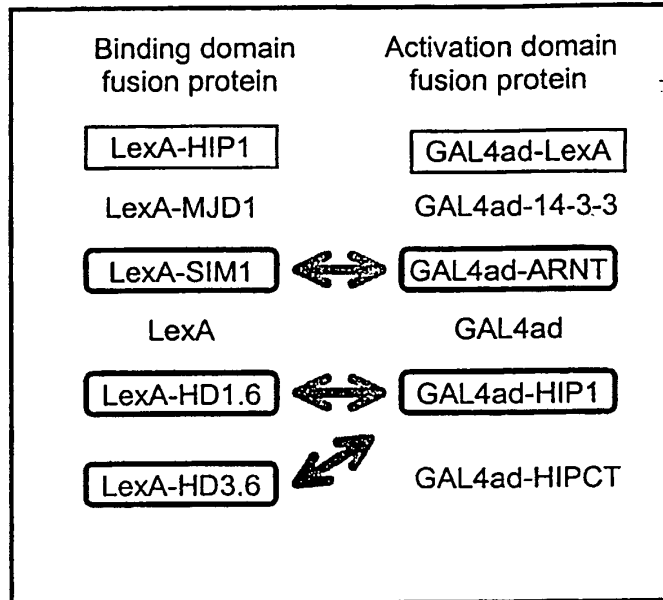 Binding domain
fusion protein
Activation domain
fusion protein
LexA-HIP1
GAL4ad-LexA
LexA-MJD1
GAL4ad-14-3-3
LexA-SIM1
GAL4ad-ARNT
LexA
GAL4ad
LexA-HD1.6
GAL4ad-HIP1
LexA-HD3.6
GAL4ad-HIPCT